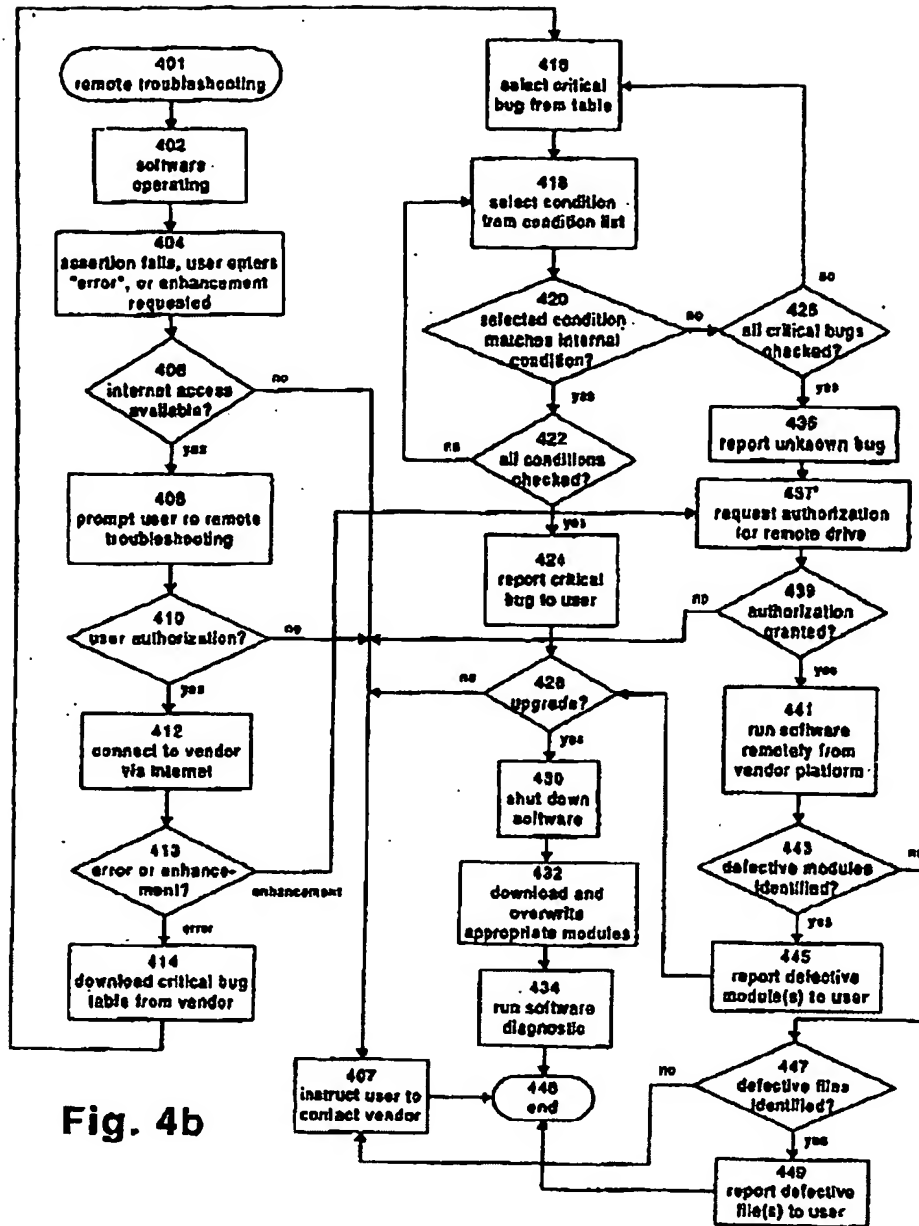 401
remote troubleshooting
402
software
operating
404
assertion fails, user enters
"error", or enhancement
requested
406
internet access
available?
no
yes
408
prompt user re remote
troubleshooting
410
user authorization?
no
yes
412
connect to vendor
via internet
413
error or enhance-
ment?
enhancement
error
414
download critical bug
table from vendor
416
select critical
bug from table
418
select condition
from condition list
420
selected condition
matches internal
condition?
no
yes
422
all conditions
checked?
no
yes
424
report critical
bug to user
428
upgrade?
no
yes
430
shut down
software
432
download and
overwrite
appropriate modules
434
run software
diagnostic
446
end
407
instruct user to
contact vendor
no
426
all critical bugs
checked?
yes
436
report unknown bug
437'
request authorization
for remote drive
439
authorization
granted?
no
yes
441
run software
remotely from
vendor platform
443
defective modules
identified?
no
yes
445
report defective
module(s) to user
447
defective files
identified?
no
yes
449
report defective
file(s) to user
Fig. 4b